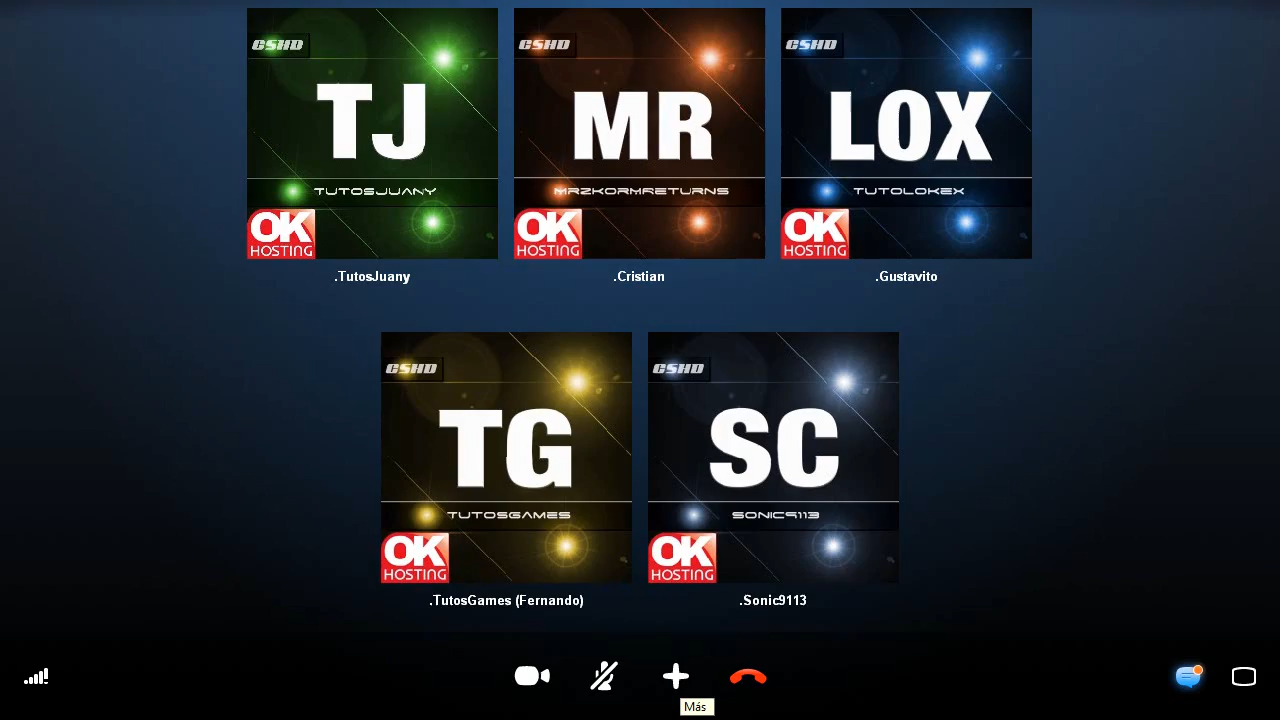 CSHD
TJ
TUTOSJUANY
OK
HOSTING
.TutosJuany
CSHD
MR
MRZKORMRETURNS
OK
HOSTING
.Cristian
CSHD
LOX
TUTOLOKEX
OK
HOSTING
.Gustavito
CSHD
TG
TUTOSGAMES
OK
HOSTING
.TutosGames (Fernando)
CSHD
SC
SONIC9113
OK
HOSTING
.Sonic9113
Más